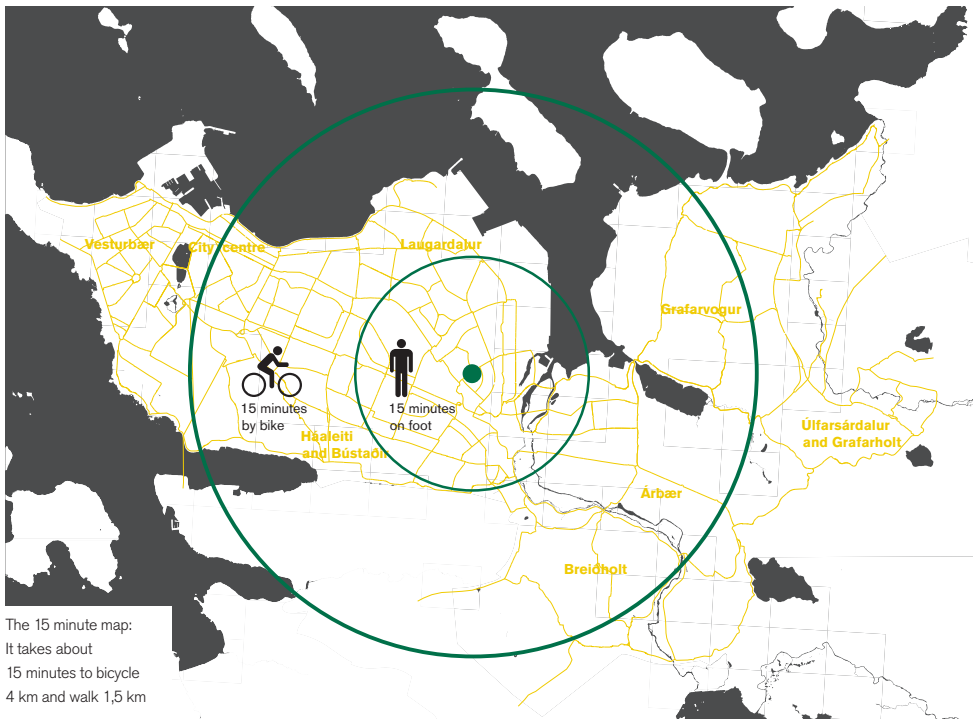 Vesturbær
City centre
Laugardalur
Grafarvogur
15 minutes
by bike
15 minutes
on foot
Háaleiti
and Bústaðir
Úlfarsárdalur
and Grafarholt
Árbær
Breiðholt
The 15 minute map:
It takes about
15 minutes to bicycle
4 km and walk 1,5 km